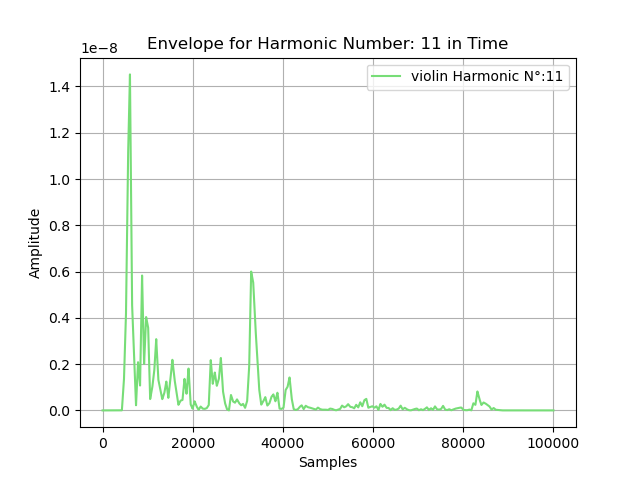 Envelope for Harmonic Number: 11 in Time
1e−8
violin Harmonic N°:11
1.4
1.2
1.0
0.8
0.6
0.4
0.2
0.0
Amplitude
0 20000 40000 60000 80000 100000
Samples